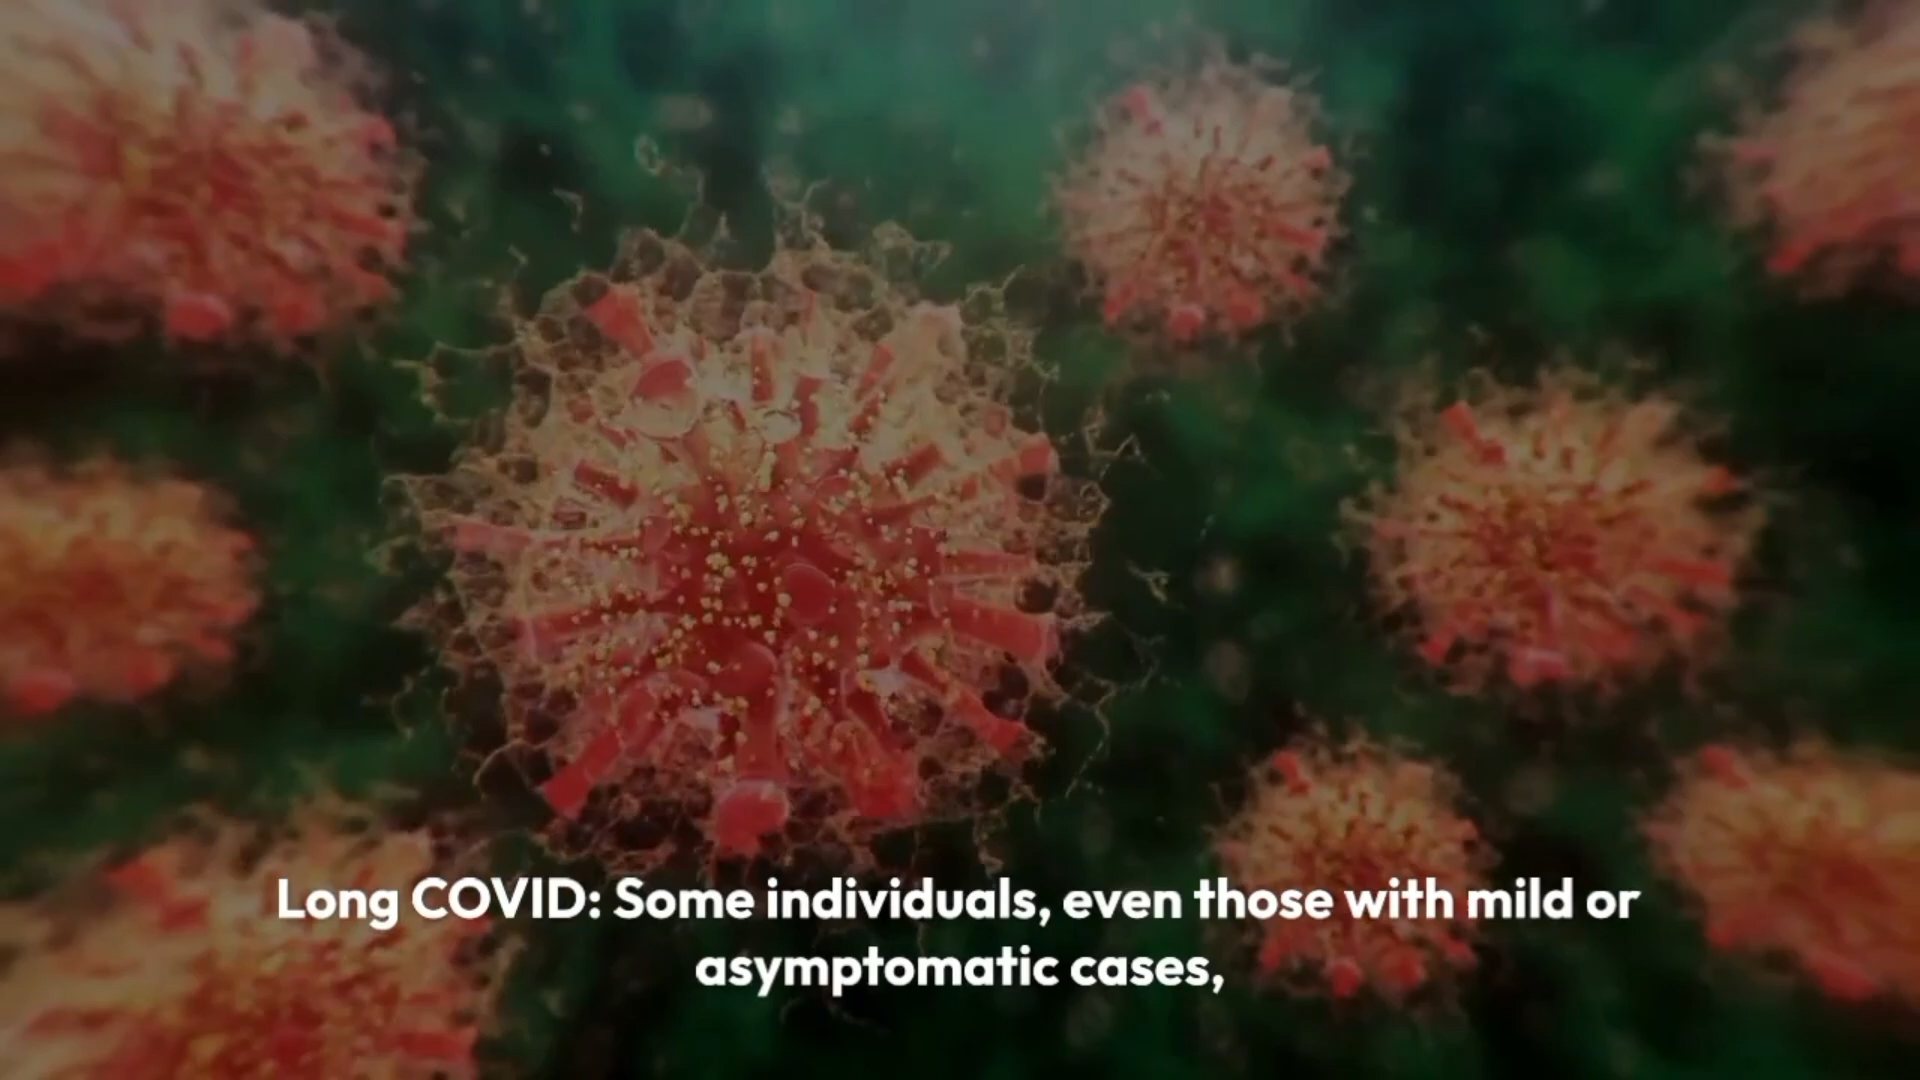 Long COVID: Some individuals, even those with mild or
asymptomatic cases,